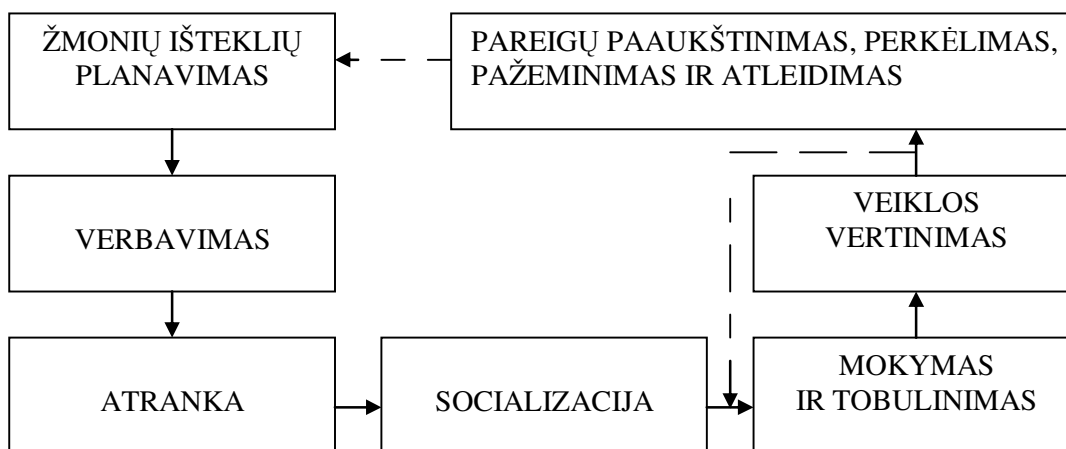 ŽMONIŲ IŠTEKLIŲ
PLANAVIMAS
PAREIGŲ PAAUKŠTINIMAS, PERKĖLIMAS,
PAŽEMINIMAS IR ATLEIDIMAS
VERBAVIMAS
VEIKLOS
VERTINIMAS
ATRANKA
SOCIALIZACIJA
MOKYMAS
IR TOBULINIMAS